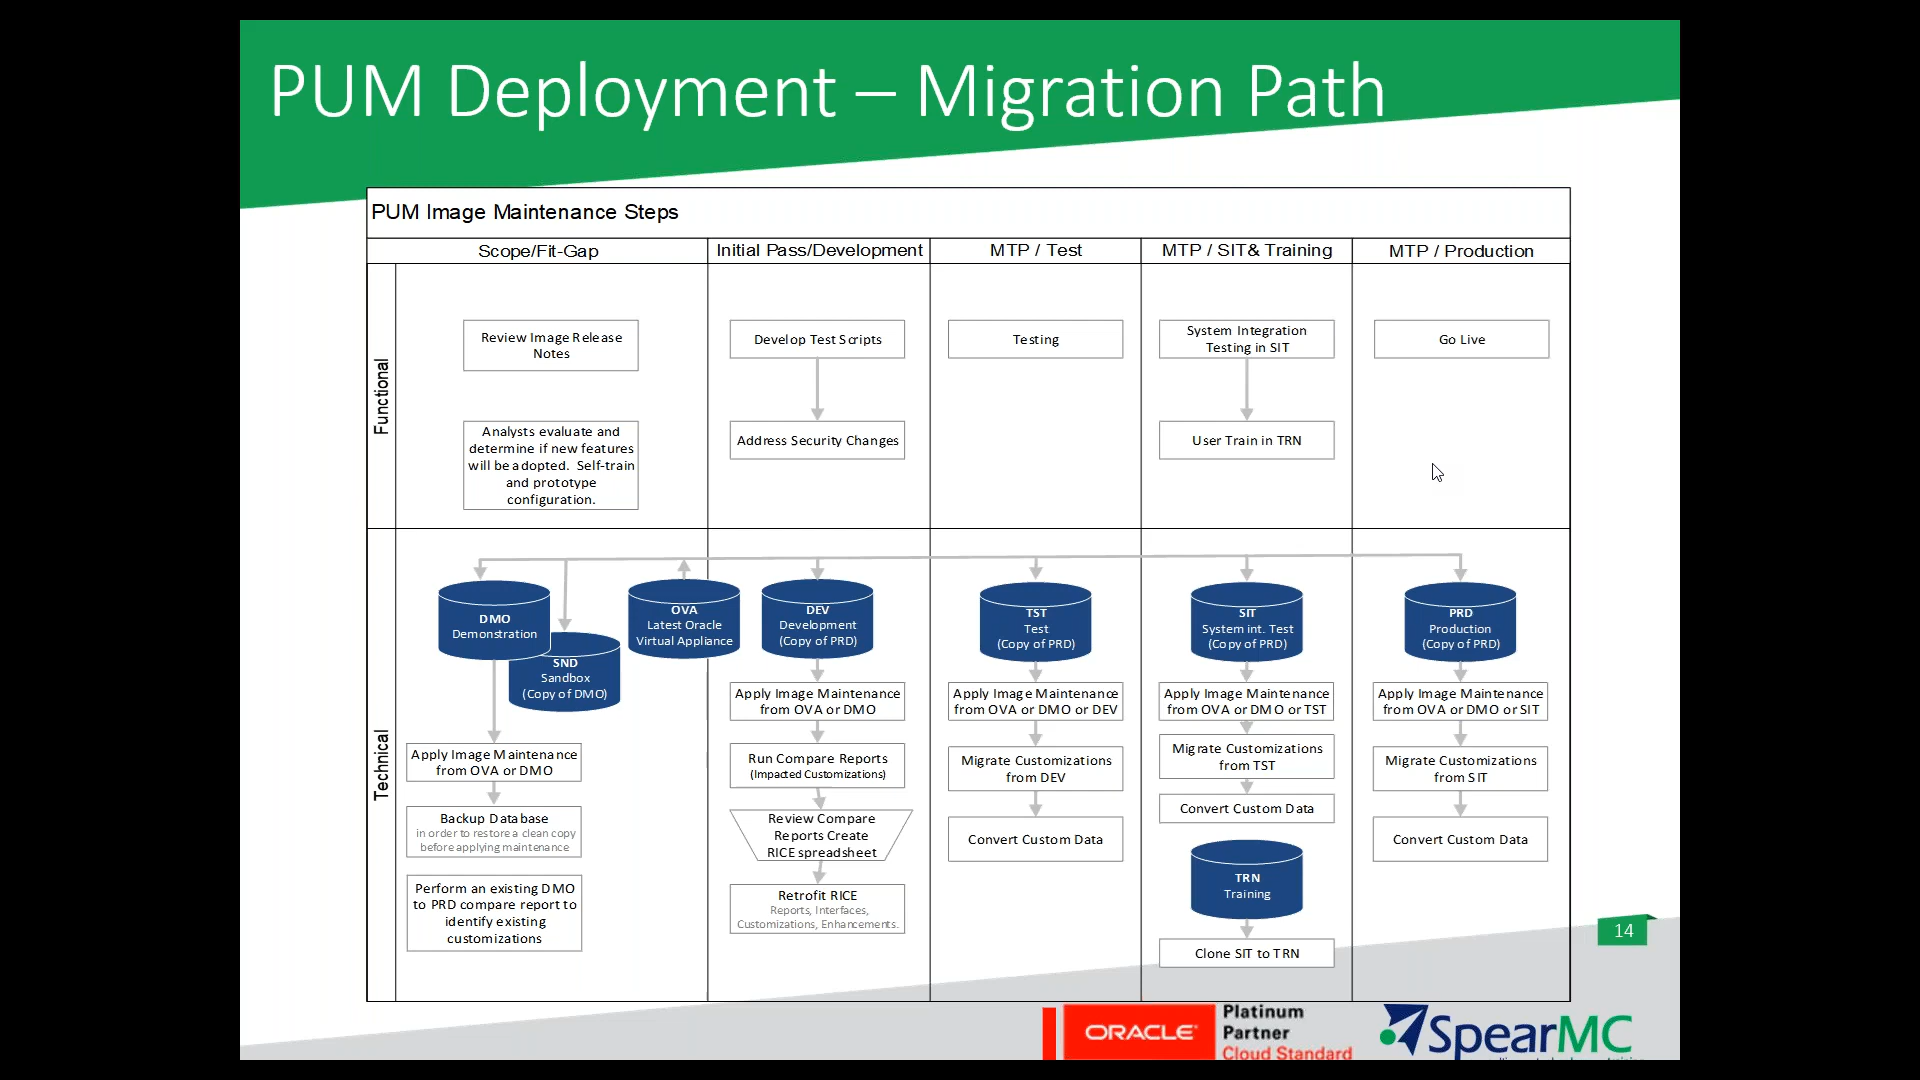 PUM Deployment – Migration Path
PUM Image Maintenance Steps
Scope/Fit-Gap
Initial Pass/Development
MTP / Test
MTP / SIT& Training
MTP / Production
Functional
Review Image Release
Notes
Analysts evaluate and
determine if new features
will be adopted. Self-train
and prototype
configuration.
Develop Test Scripts
Address Security Changes
Testing
System Integration
Testing in SIT
User Train in TRN
Go Live
Technical
DMO
Demonstration
SND
Sandbox
(Copy of DMO)
Apply Image Maintenance
from OVA or DMO
Backup Database
in order to restore a clean copy
before applying maintenance
Perform an existing DMO
to PRD compare report to
identify existing
customizations
OVA
Latest Oracle
Virtual Appliance
DEV
Development
(Copy of PRD)
Apply Image Maintenance
from OVA or DMO
Run Compare Reports
(Impacted Customizations)
Review Compare
Reports Create
RICE spreadsheet
Retrofit RICE
Reports, Interfaces,
Customizations, Enhancements.
TST
Test
(Copy of PRD)
Apply Image Maintenance
from OVA or DMO or DEV
Migrate Customizations
from DEV
Convert Custom Data
SIT
System int. Test
(Copy of PRD)
Apply Image Maintenance
from OVA or DMO or TST
Migrate Customizations
from TST
Convert Custom Data
TRN
Training
Clone SIT to TRN
PRD
Production
(Copy of PRD)
Apply Image Maintenance
from OVA or DMO or SIT
Migrate Customizations
from SIT
Convert Custom Data
14
ORACLE
Platinum
Partner
Cloud Standard
SpearMC